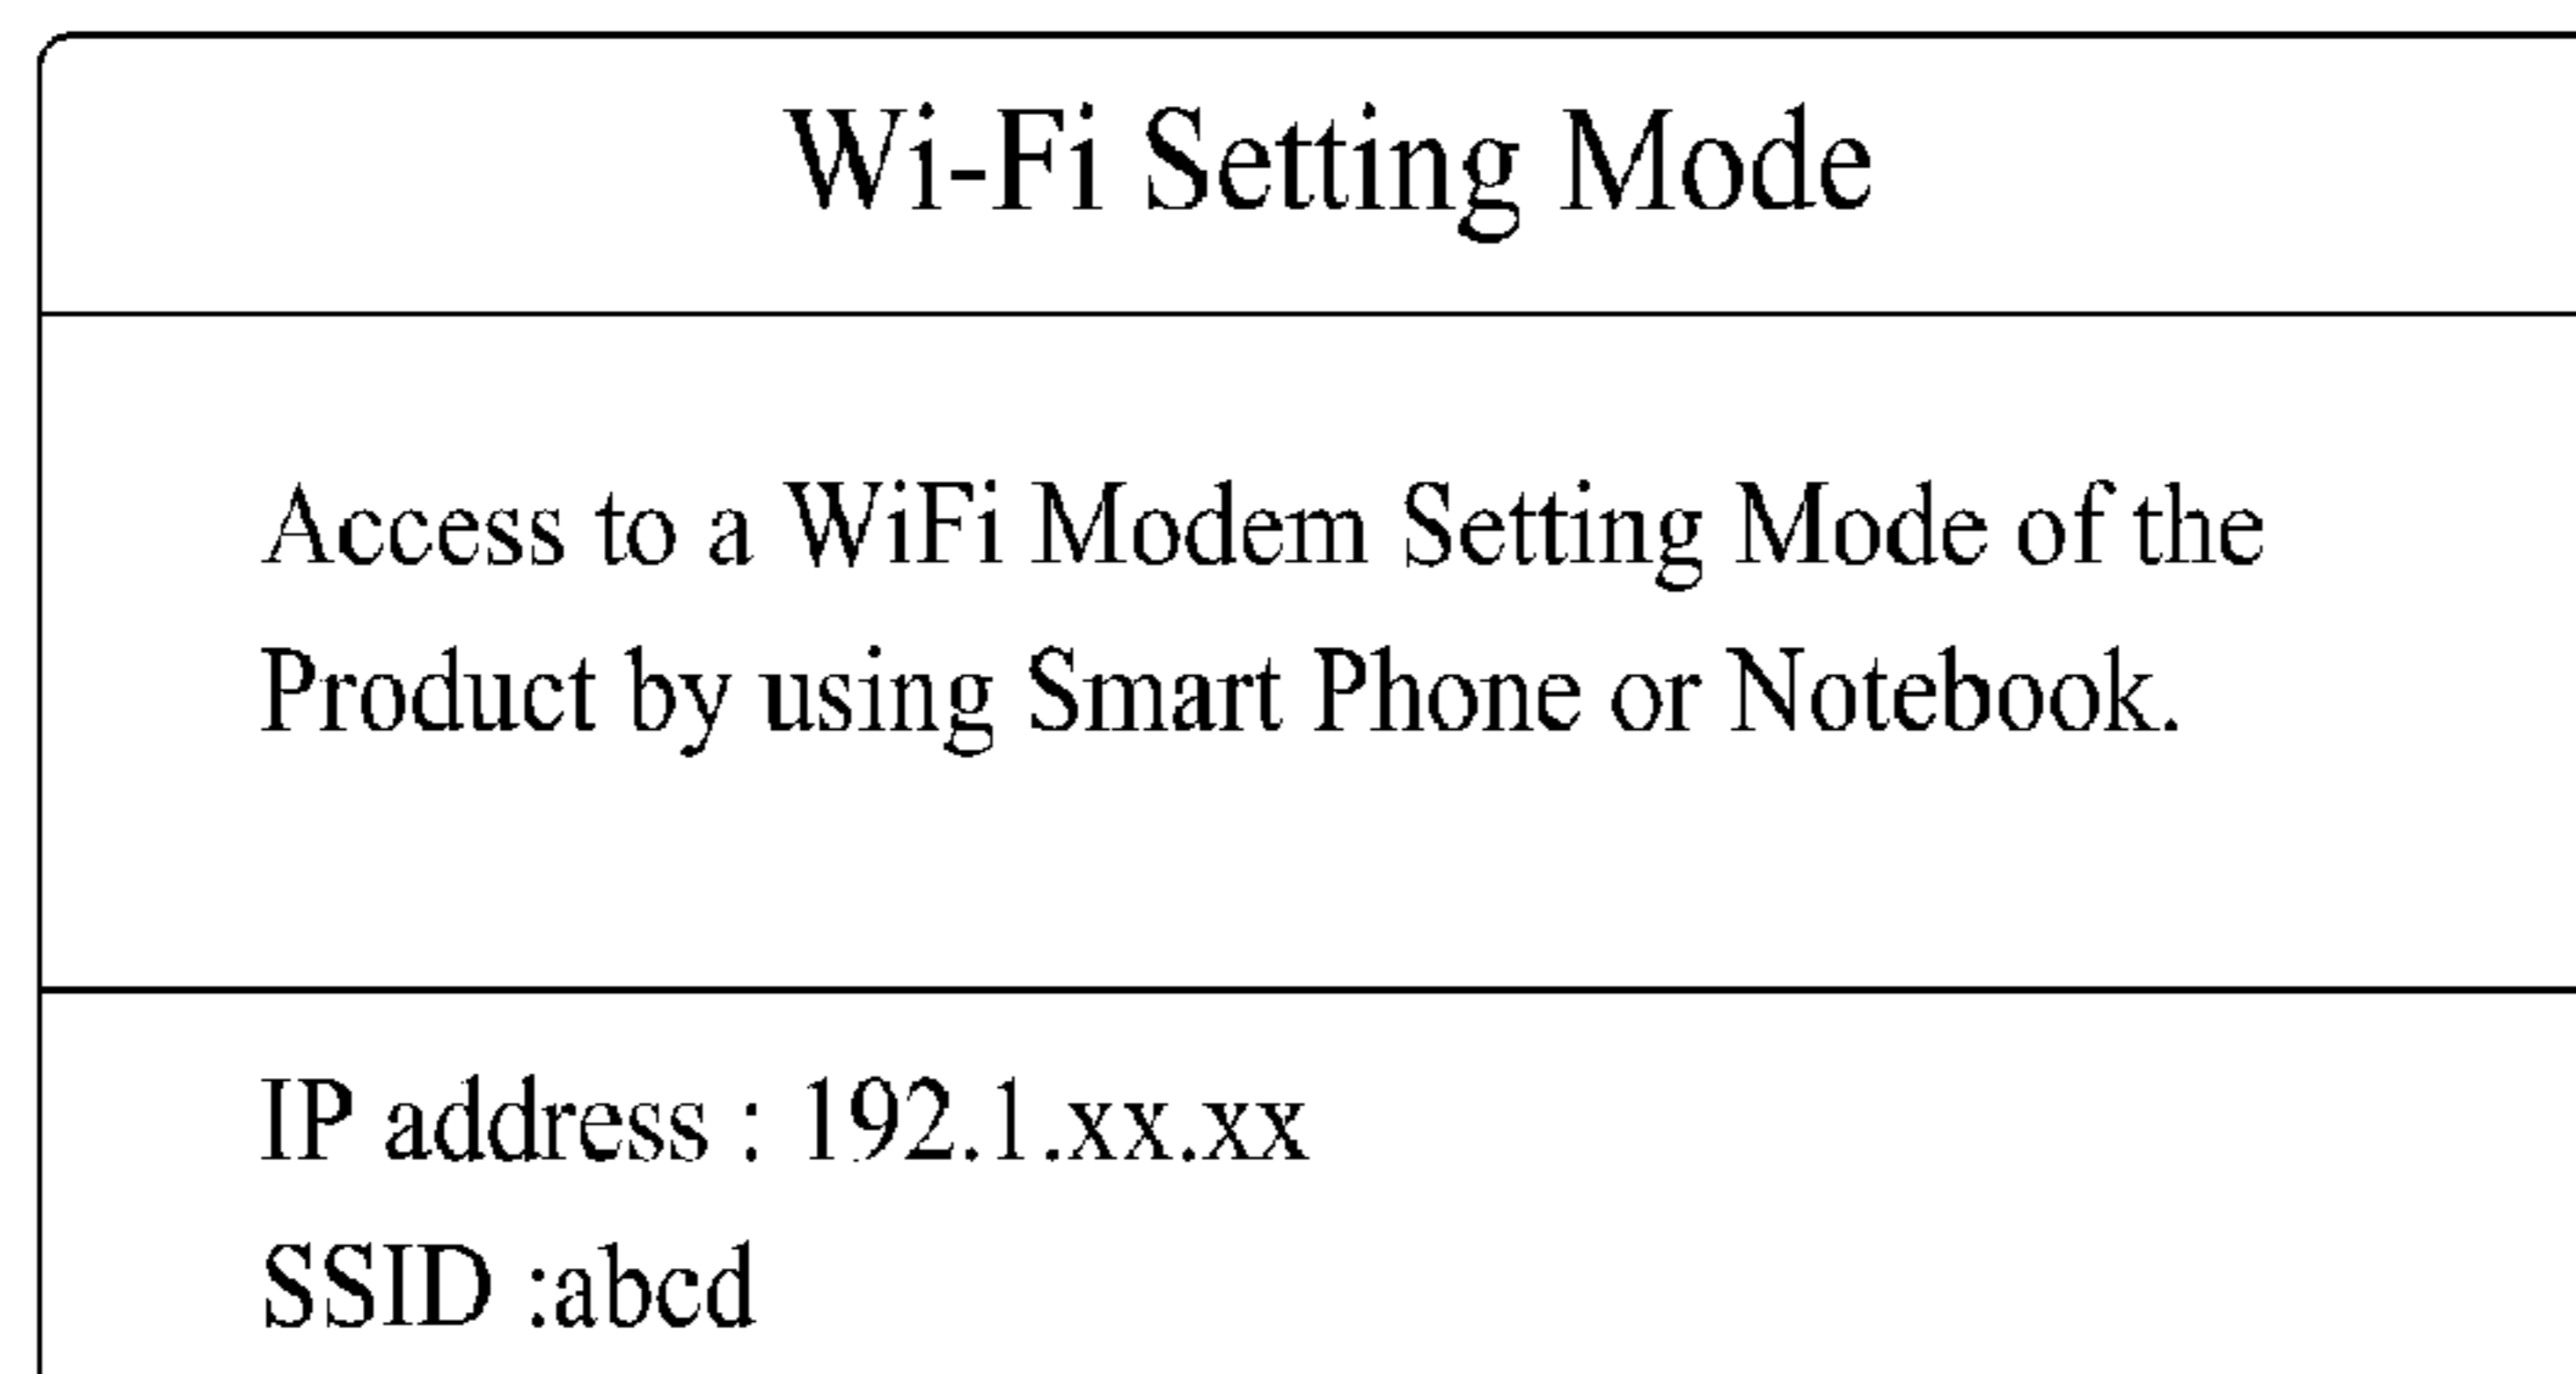 Wi-Fi Setting Mode
Access to a WiFi Modem Setting Mode of the
Product by using Smart Phone or Notebook.
IP address : 192.1.xx.xx
SSID :abcd